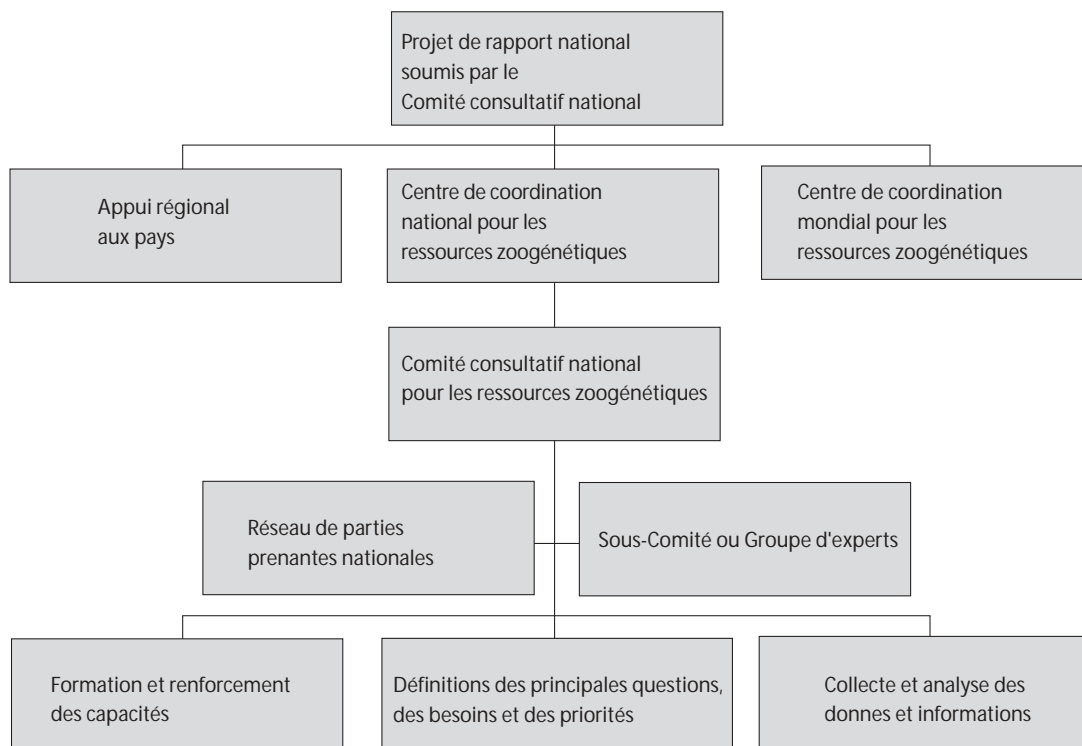 Projet de rapport national
soumis par le
Comité consultatif national
Appui régional
aux pays
Centre de coordination
national pour les
ressources zoogénétiques
Centre de coordination
mondial pour les
ressources zoogénétiques
Comité consultatif national
pour les ressources zoogénétiques
Réseau de parties
prenantes nationales
Sous-Comité ou Groupe d'experts
Formation et renforcement
des capacités
Définitions des principales questions,
des besoins et des priorités
Collecte et analyse des
donnes et informations